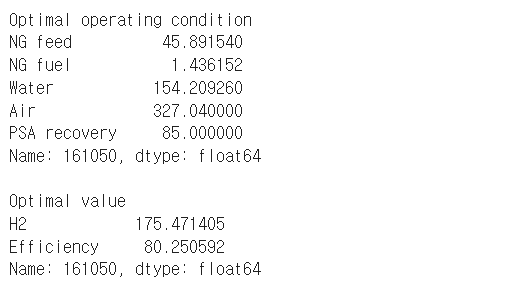 Optimal operating condition
NG feed 45.891540
NG fuel 1.436152
Water 154.209260
Air 327.040000
PSA recovery 85.000000
Name: 161050, dtype: float64
Optimal value
H2 175.471405
Efficiency 80.250592
Name: 161050, dtype: float64